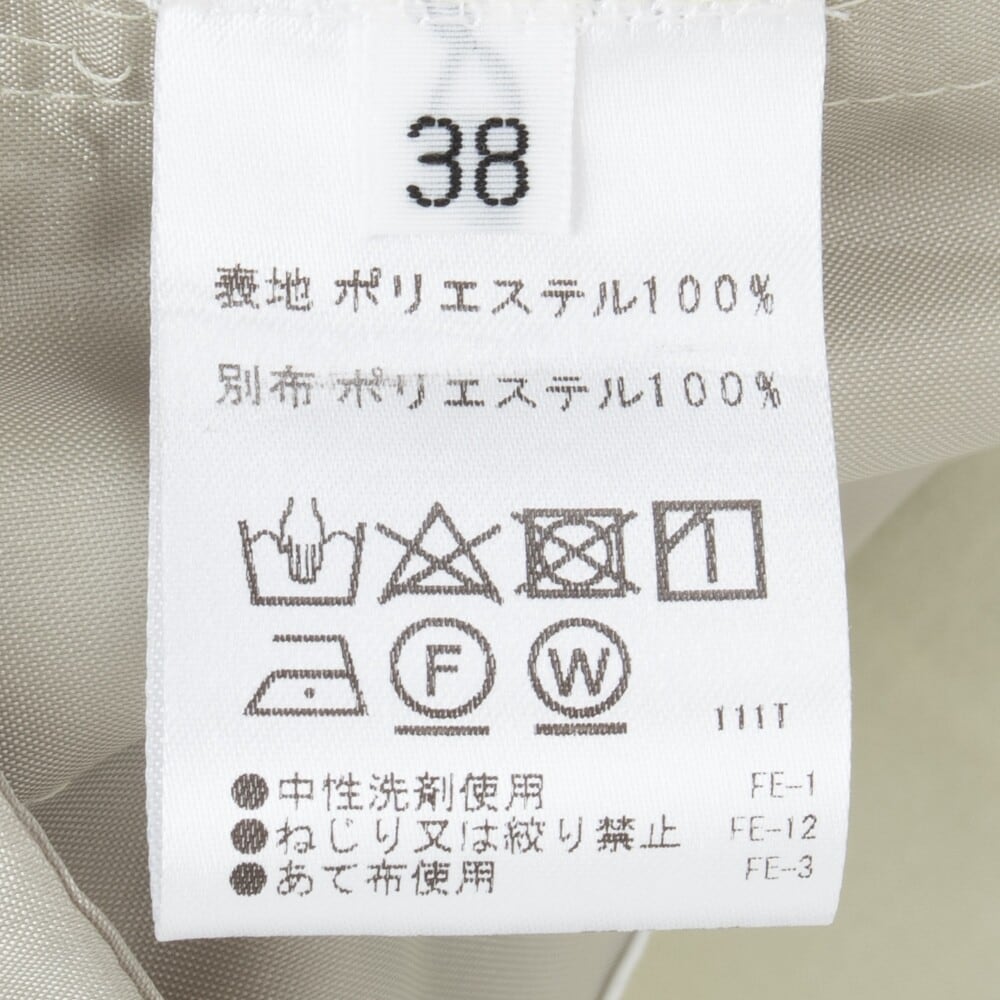 38
表地 ポリエステル100%
別布 ポリエステル100%
F W
111T
●中性洗剤使用 FE-1
●ねじり又は絞り禁止 FE-12
●あて布使用 FE-3